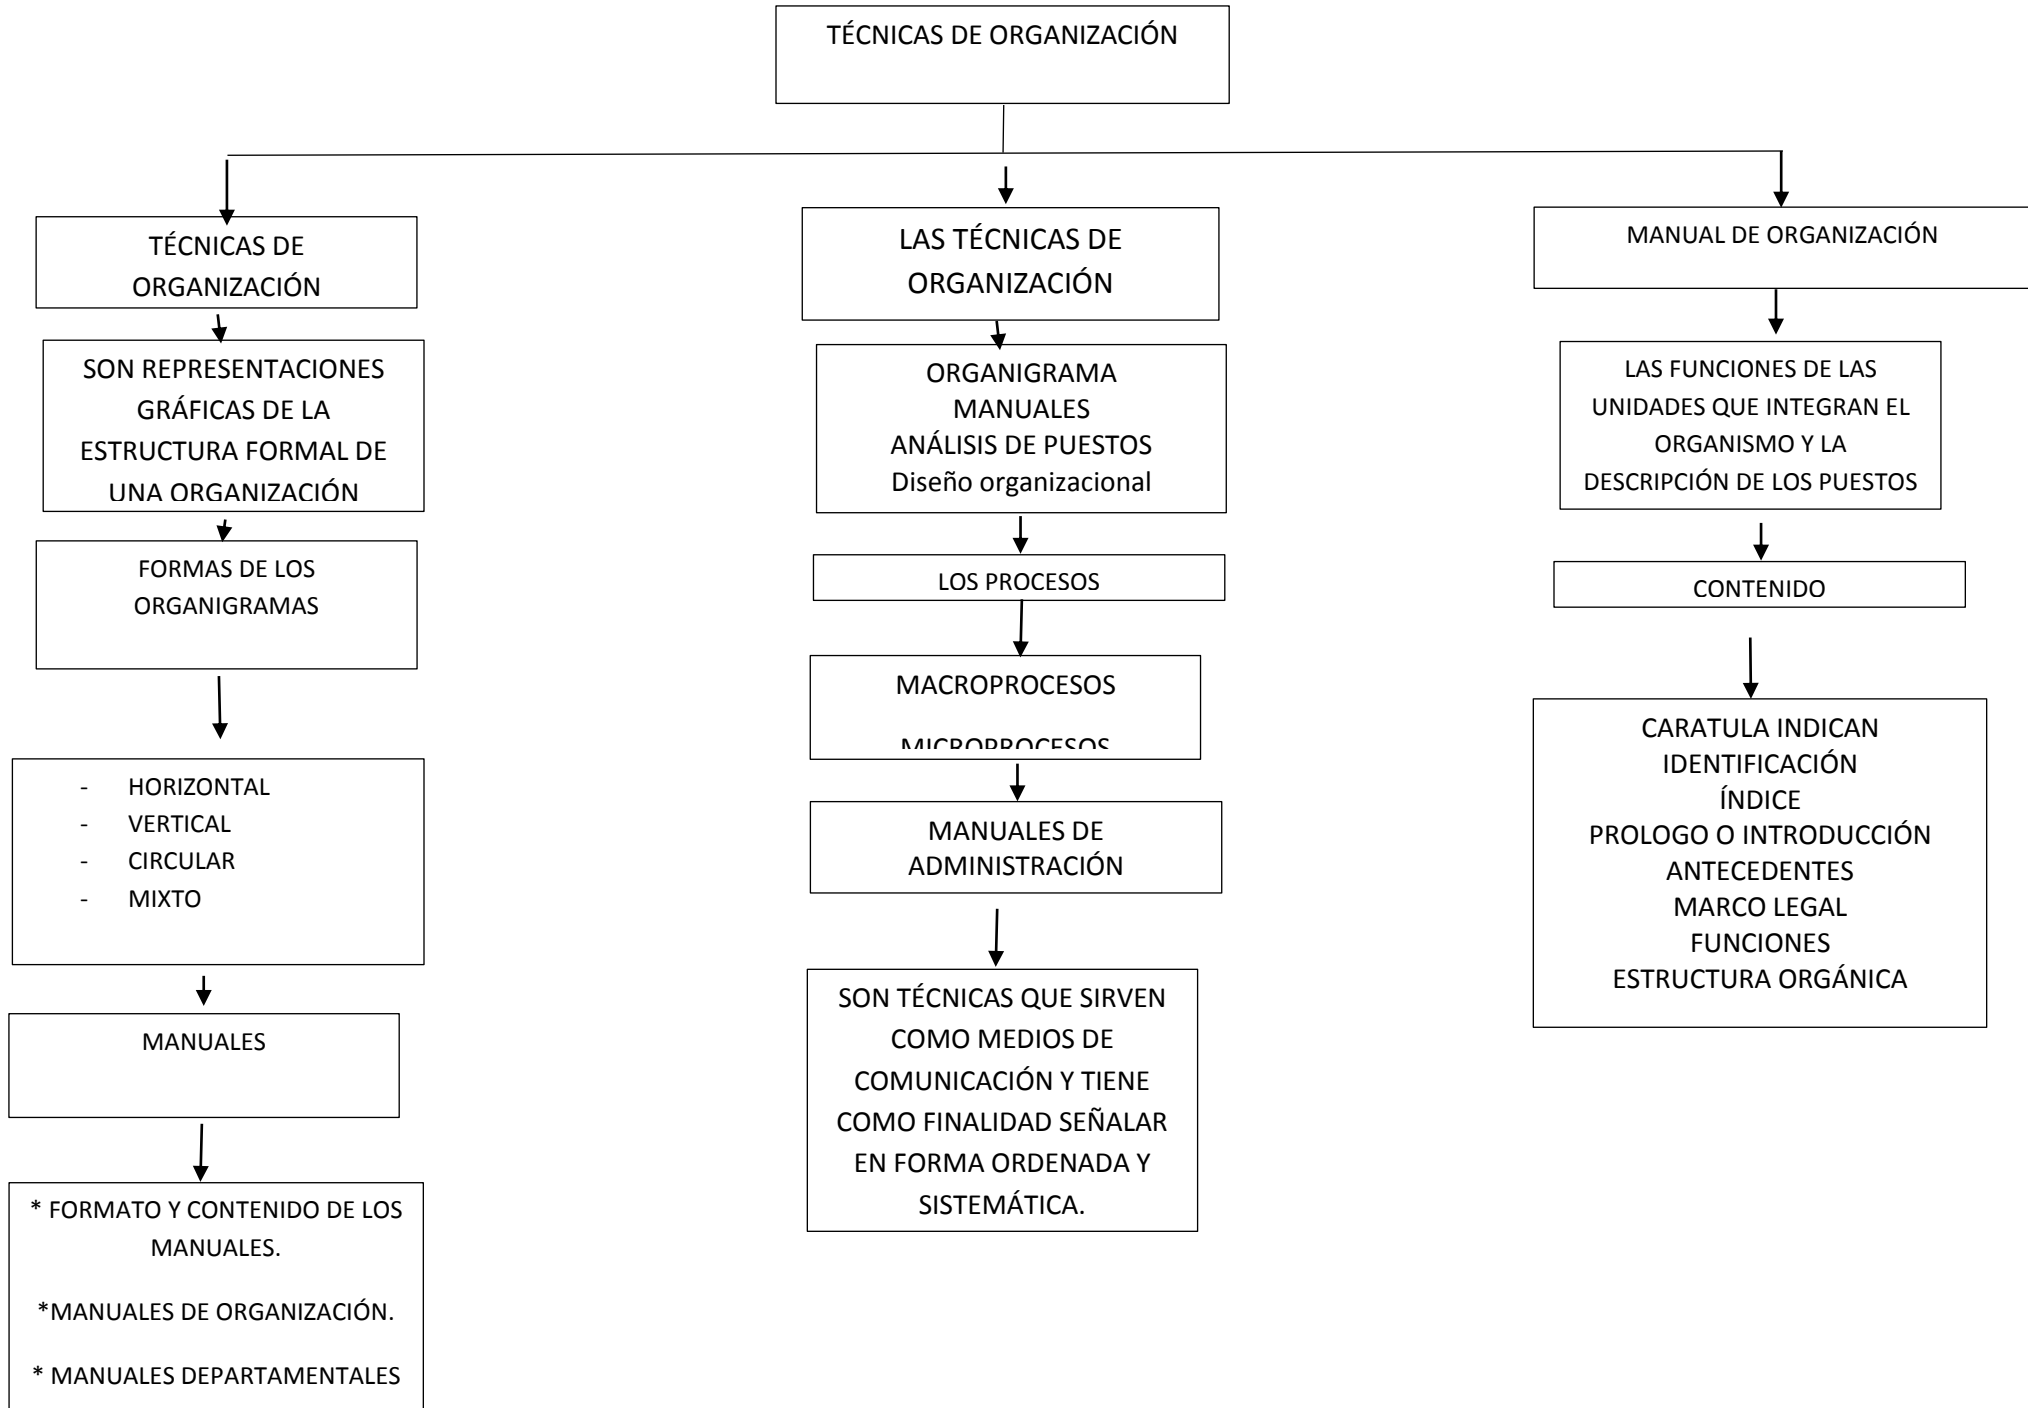 TÉCNICAS DE ORGANIZACIÓN
TÉCNICAS DE
ORGANIZACIÓN
SON REPRESENTACIONES
GRÁFICAS DE LA
ESTRUCTURA FORMAL DE
UNA ORGANIZACIÓN
FORMAS DE LOS
ORGANIGRAMAS
- HORIZONTAL
- VERTICAL
- CIRCULAR
- MIXTO
MANUALES
* FORMATO Y CONTENIDO DE LOS
MANUALES.
*MANUALES DE ORGANIZACIÓN.
* MANUALES DEPARTAMENTALES
LAS TÉCNICAS DE
ORGANIZACIÓN
ORGANIGRAMA
MANUALES
ANÁLISIS DE PUESTOS
Diseño organizacional
LOS PROCESOS
MACROPROCESOS
MICROPROCESOS
MANUALES DE
ADMINISTRACIÓN
SON TÉCNICAS QUE SIRVEN
COMO MEDIOS DE
COMUNICACIÓN Y TIENE
COMO FINALIDAD SEÑALAR
EN FORMA ORDENADA Y
SISTEMÁTICA.
MANUAL DE ORGANIZACIÓN
LAS FUNCIONES DE LAS
UNIDADES QUE INTEGRAN EL
ORGANISMO Y LA
DESCRIPCIÓN DE LOS PUESTOS
CONTENIDO
CARATULA INDICAN
IDENTIFICACIÓN
ÍNDICE
PROLOGO O INTRODUCCIÓN
ANTECEDENTES
MARCO LEGAL
FUNCIONES
ESTRUCTURA ORGÁNICA